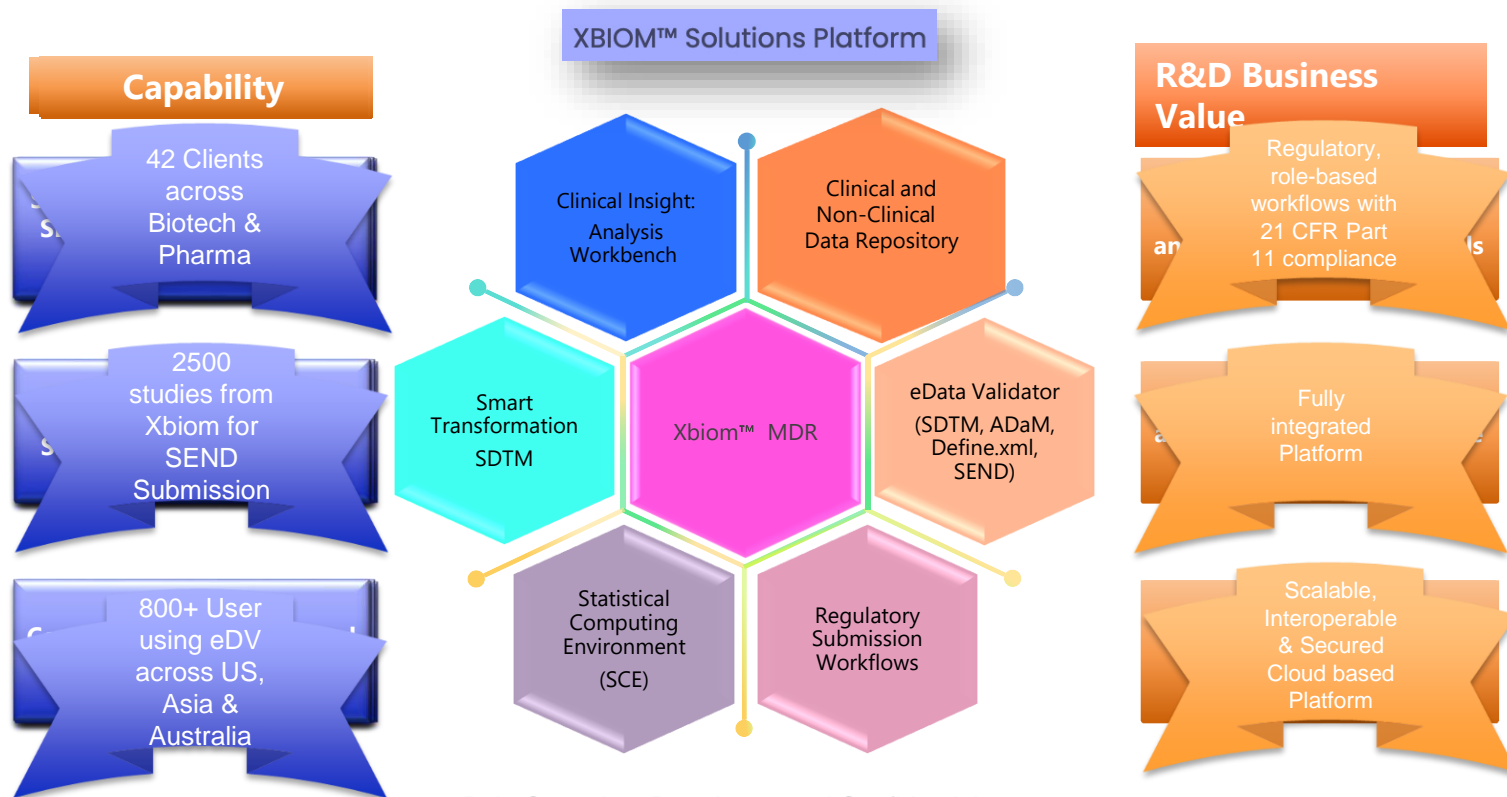 XBIOM™ Solutions Platform
Capability
42 Clients
across
Biotech &
Pharma
2500
studies from
Xbiom for
SEND
Submission
800+ User
using eDV
across US,
Asia &
Australia
Clinical Insight:
Analysis
Workbench
Clinical and
Non-Clinical
Data Repository
Smart
Transformation
SDTM
Xbiom™ MDR
eData Validator
(SDTM, ADaM,
Define.xml,
SEND)
Statistical
Computing
Environment
(SCE)
Regulatory
Submission
Workflows
R&D Business
Value
Regulatory,
role-based
workflows with
21 CFR Part
11 compliance
Fully
integrated
Platform
Scalable,
Interoperable
& Secured
Cloud based
Platform